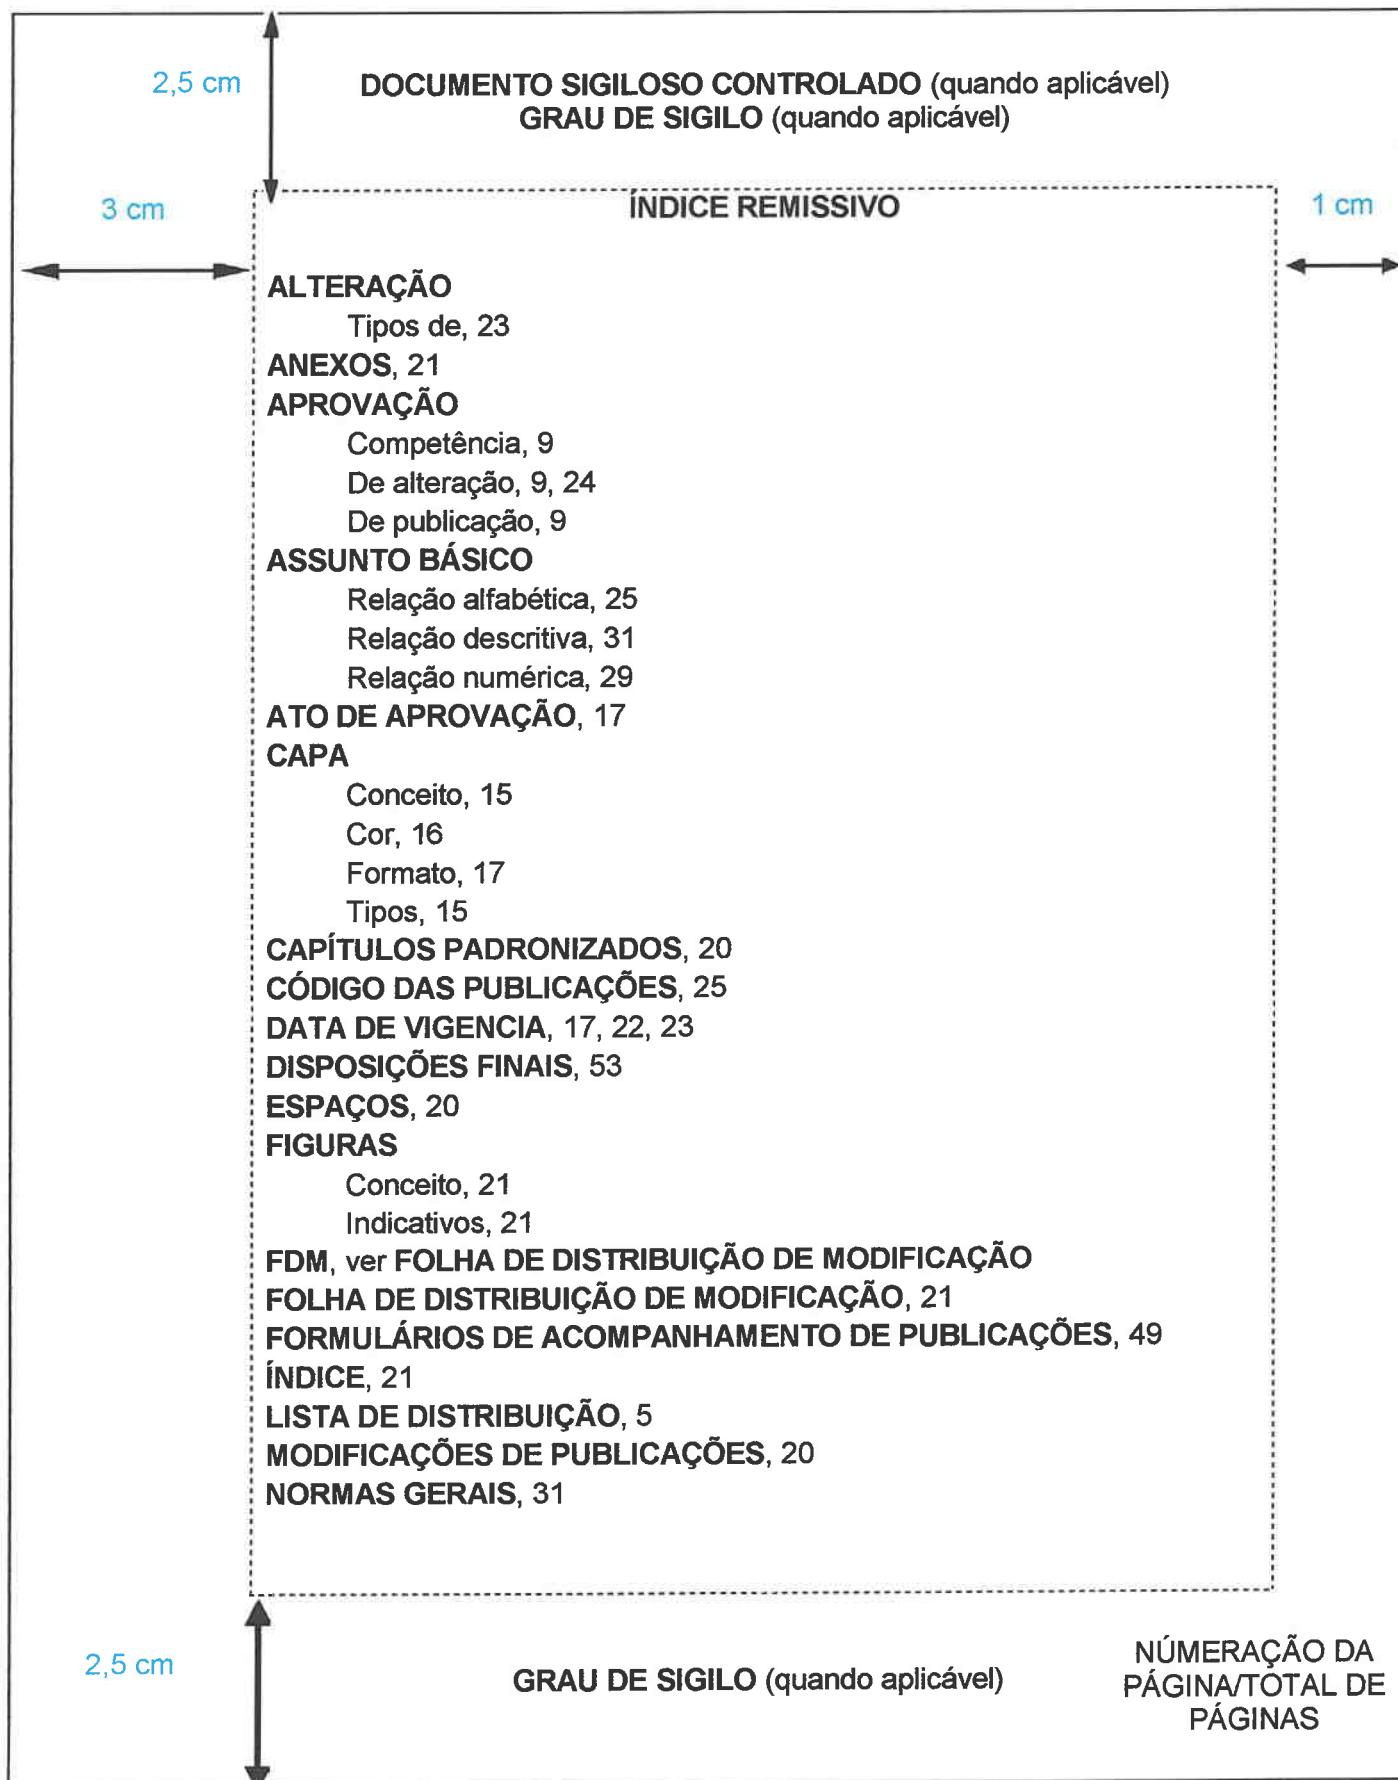 2,5 cm
DOCUMENTO SIGILOSO CONTROLADO (quando aplicável)
GRAU DE SIGILO (quando aplicável)
3 cm
ÍNDICE REMISSIVO
1 cm
ALTERAÇÃO
Tipos de, 23
ANEXOS, 21
APROVAÇÃO
Competência, 9
De alteração, 9, 24
De publicação, 9
ASSUNTO BÁSICO
Relação alfabética, 25
Relação descritiva, 31
Relação numérica, 29
ATO DE APROVAÇÃO, 17
CAPA
Conceito, 15
Cor, 16
Formato, 17
Tipos, 15
CAPÍTULOS PADRONIZADOS, 20
CÓDIGO DAS PUBLICAÇÕES, 25
DATA DE VIGENCIA, 17, 22, 23
DISPOSIÇÕES FINAIS, 53
ESPAÇOS, 20
FIGURAS
Conceito, 21
Indicativos, 21
FDM, ver FOLHA DE DISTRIBUIÇÃO DE MODIFICAÇÃO
FOLHA DE DISTRIBUIÇÃO DE MODIFICAÇÃO, 21
FORMULÁRIOS DE ACOMPANHAMENTO DE PUBLICAÇÕES, 49
ÍNDICE, 21
LISTA DE DISTRIBUIÇÃO, 5
MODIFICAÇÕES DE PUBLICAÇÕES, 20
NORMAS GERAIS, 31
2,5 cm
GRAU DE SIGILO (quando aplicável)
NÚMERAÇÃO DA
PÁGINA/TOTAL DE
PÁGINAS